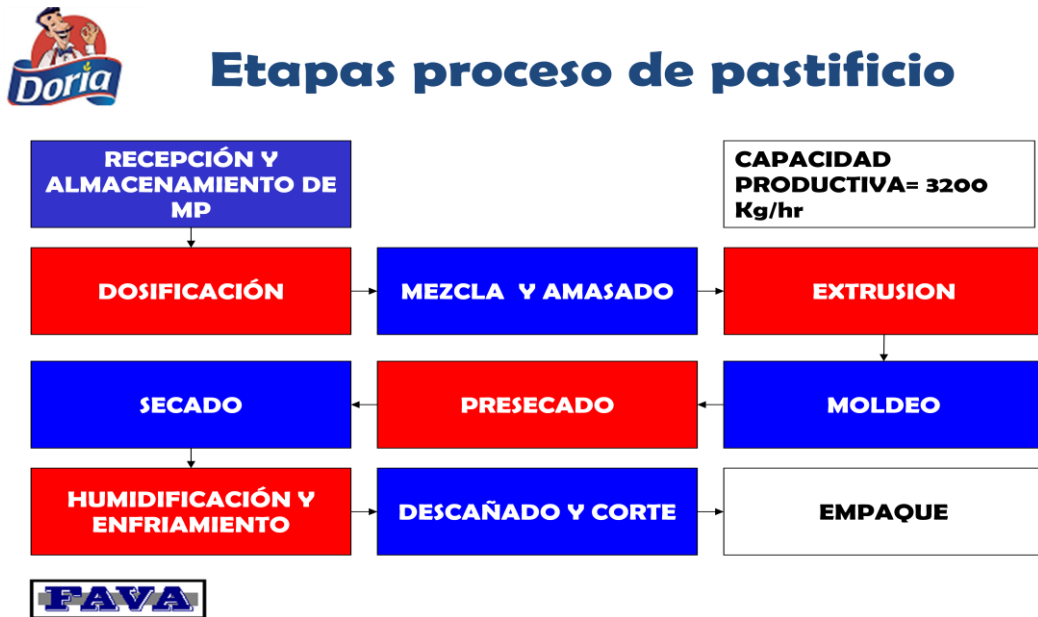 Doria
Etapas proceso de pastificio
RECEPCIÓN Y
ALMACENAMIENTO DE
MP
CAPACIDAD
PRODUCTIVA= 3200
Kg/hr
DOSIFICACIÓN
MEZCLA Y AMASADO
EXTRUSION
SECADO
PRESECADO
MOLDEO
HUMIDIFICACIÓN Y
ENFRIAMIENTO
DESCAÑADO Y CORTE
EMPAQUE
FAVA